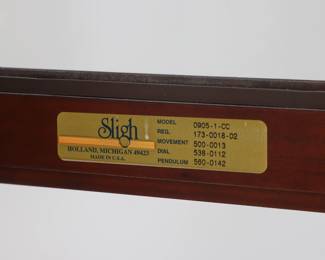 Sligh
HOLLAND, MICHIGAN 49423
MADE IN U.S.A.
MODEL 0905-1-CC
REG. 173-0018-02
MOVEMENT 500-0013
DIAL 538-0112
PENDULUM 560-0142